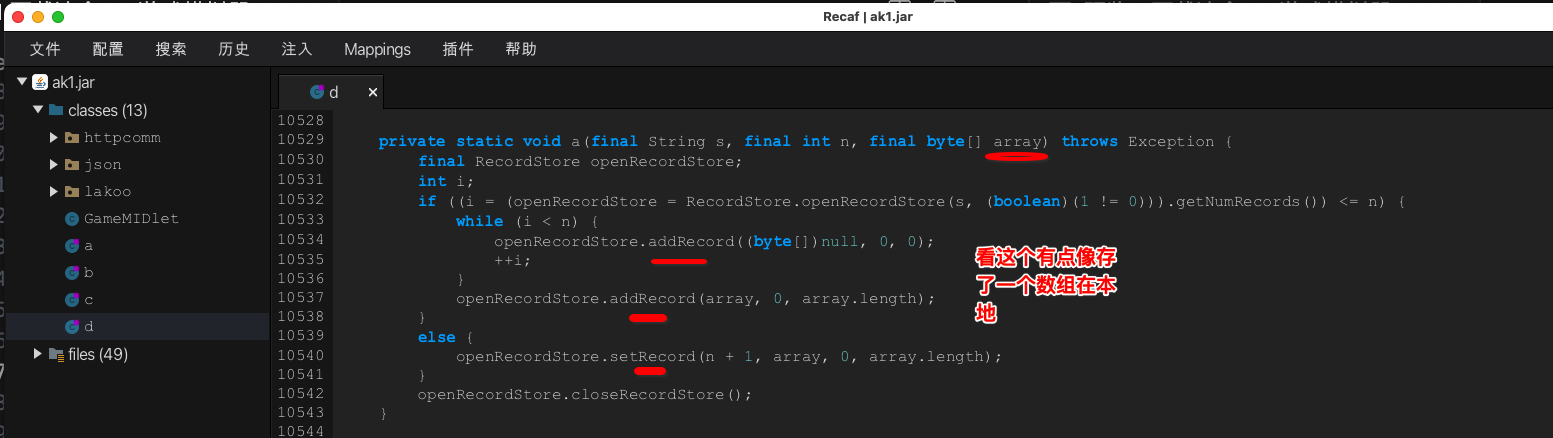 Recaf | ak1.jar
文件 配置 搜索 历史 注入 Mappings 插件 帮助
ak1.jar
classes (13)
httpcomm
json
lakoo
GameMIDlet
a
b
c
d
files (49)
d ×
10528
10529 private static void a(final String s, final int n, final byte[] array) throws Exception {
10530 final RecordStore openRecordStore;
10531 int i;
10532 if ((i = (openRecordStore = RecordStore.openRecordStore(s, (boolean)(1 != 0))).getNumRecords()) <= n) {
10533 while (i < n) {
10534 openRecordStore.addRecord((byte[])null, 0, 0);
10535 ++i;
10536 }
10537 openRecordStore.addRecord(array, 0, array.length);
10538 }
10539 else {
10540 openRecordStore.setRecord(n + 1, array, 0, array.length);
10541 }
10542 openRecordStore.closeRecordStore();
10543 }
10544
看这个有点像存
了一个数组在本
地